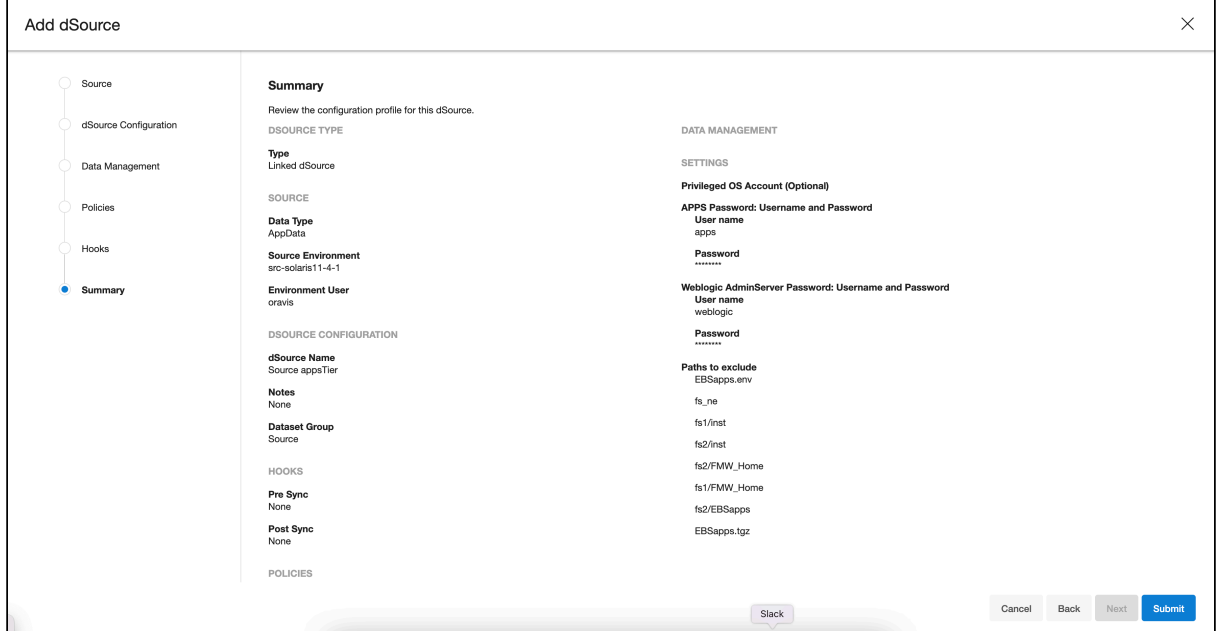 Add dSource
Source
dSource Configuration
Data Management
Policies
Hooks
Summary
Summary
Review the configuration profile for this dSource.
DSOURCE TYPE
Type
Linked dSource
SOURCE
Data Type
AppData
Source Environment
src-solaris11-4-1
Environment User
oravis
DSOURCE CONFIGURATION
dSource Name
Source appsTier
Notes
None
Dataset Group
Source
HOOKS
Pre Sync
None
Post Sync
None
POLICIES
DATA MANAGEMENT
SETTINGS
Privileged OS Account (Optional)
APPS Password: Username and Password
User name
apps
Password
********
Weblogic AdminServer Password: Username and Password
User name
weblogic
Password
********
Paths to exclude
EBSapps.env
fs_ne
fs1/inst
fs2/inst
fs2/FMW_Home
fs1/FMW_Home
fs2/EBSapps
EBSapps.tgz
Cancel
Back
Next
Submit
Slack